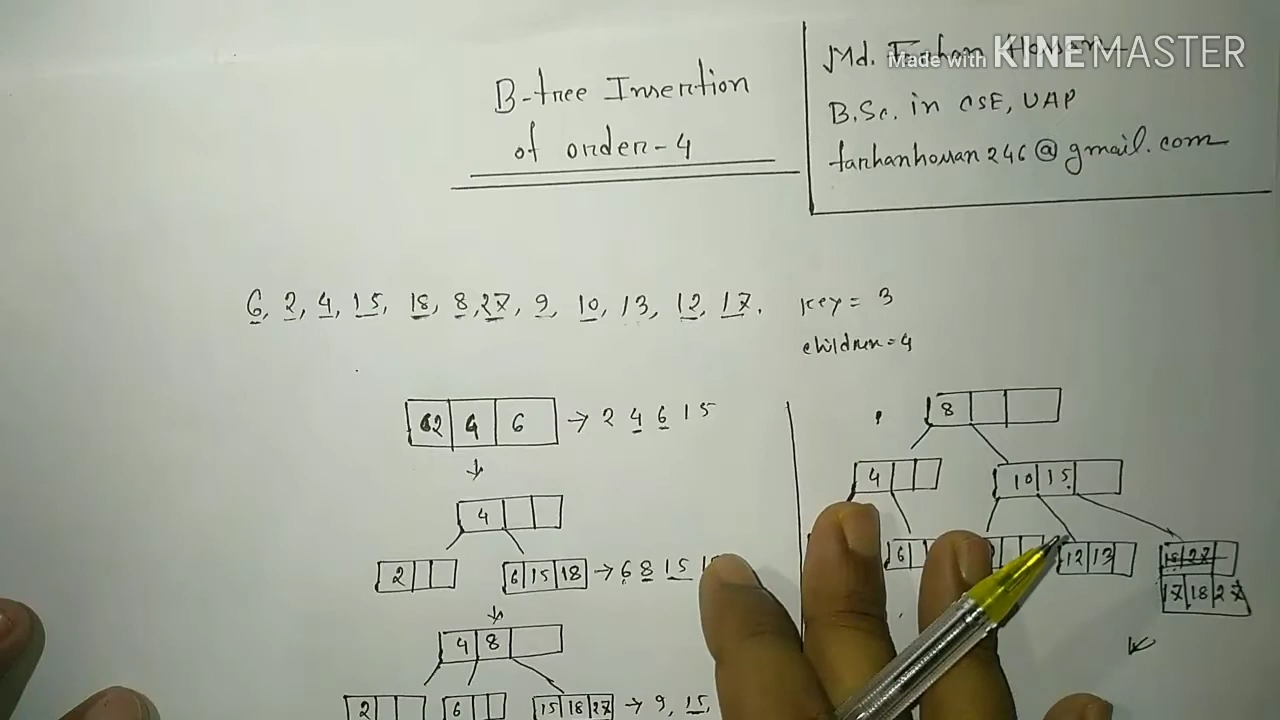 B-tree Insertion
of order-4
Md. Farhan Hossan
Made with KINEMASTER
B.Sc. in CSE, UAP
farhanhossan246@gmail.com
6, 2, 4, 15, 18, 8, 27, 9, 10, 13, 12, 17.
key = 3
children = 4
2 4 6 → 2 4 6 15
4
2
6 15 18 → 6 8 15
4 8
2
6
15 18 27 → 9, 15,
8
4
10 15
6
12 13
18 27
17 18 27